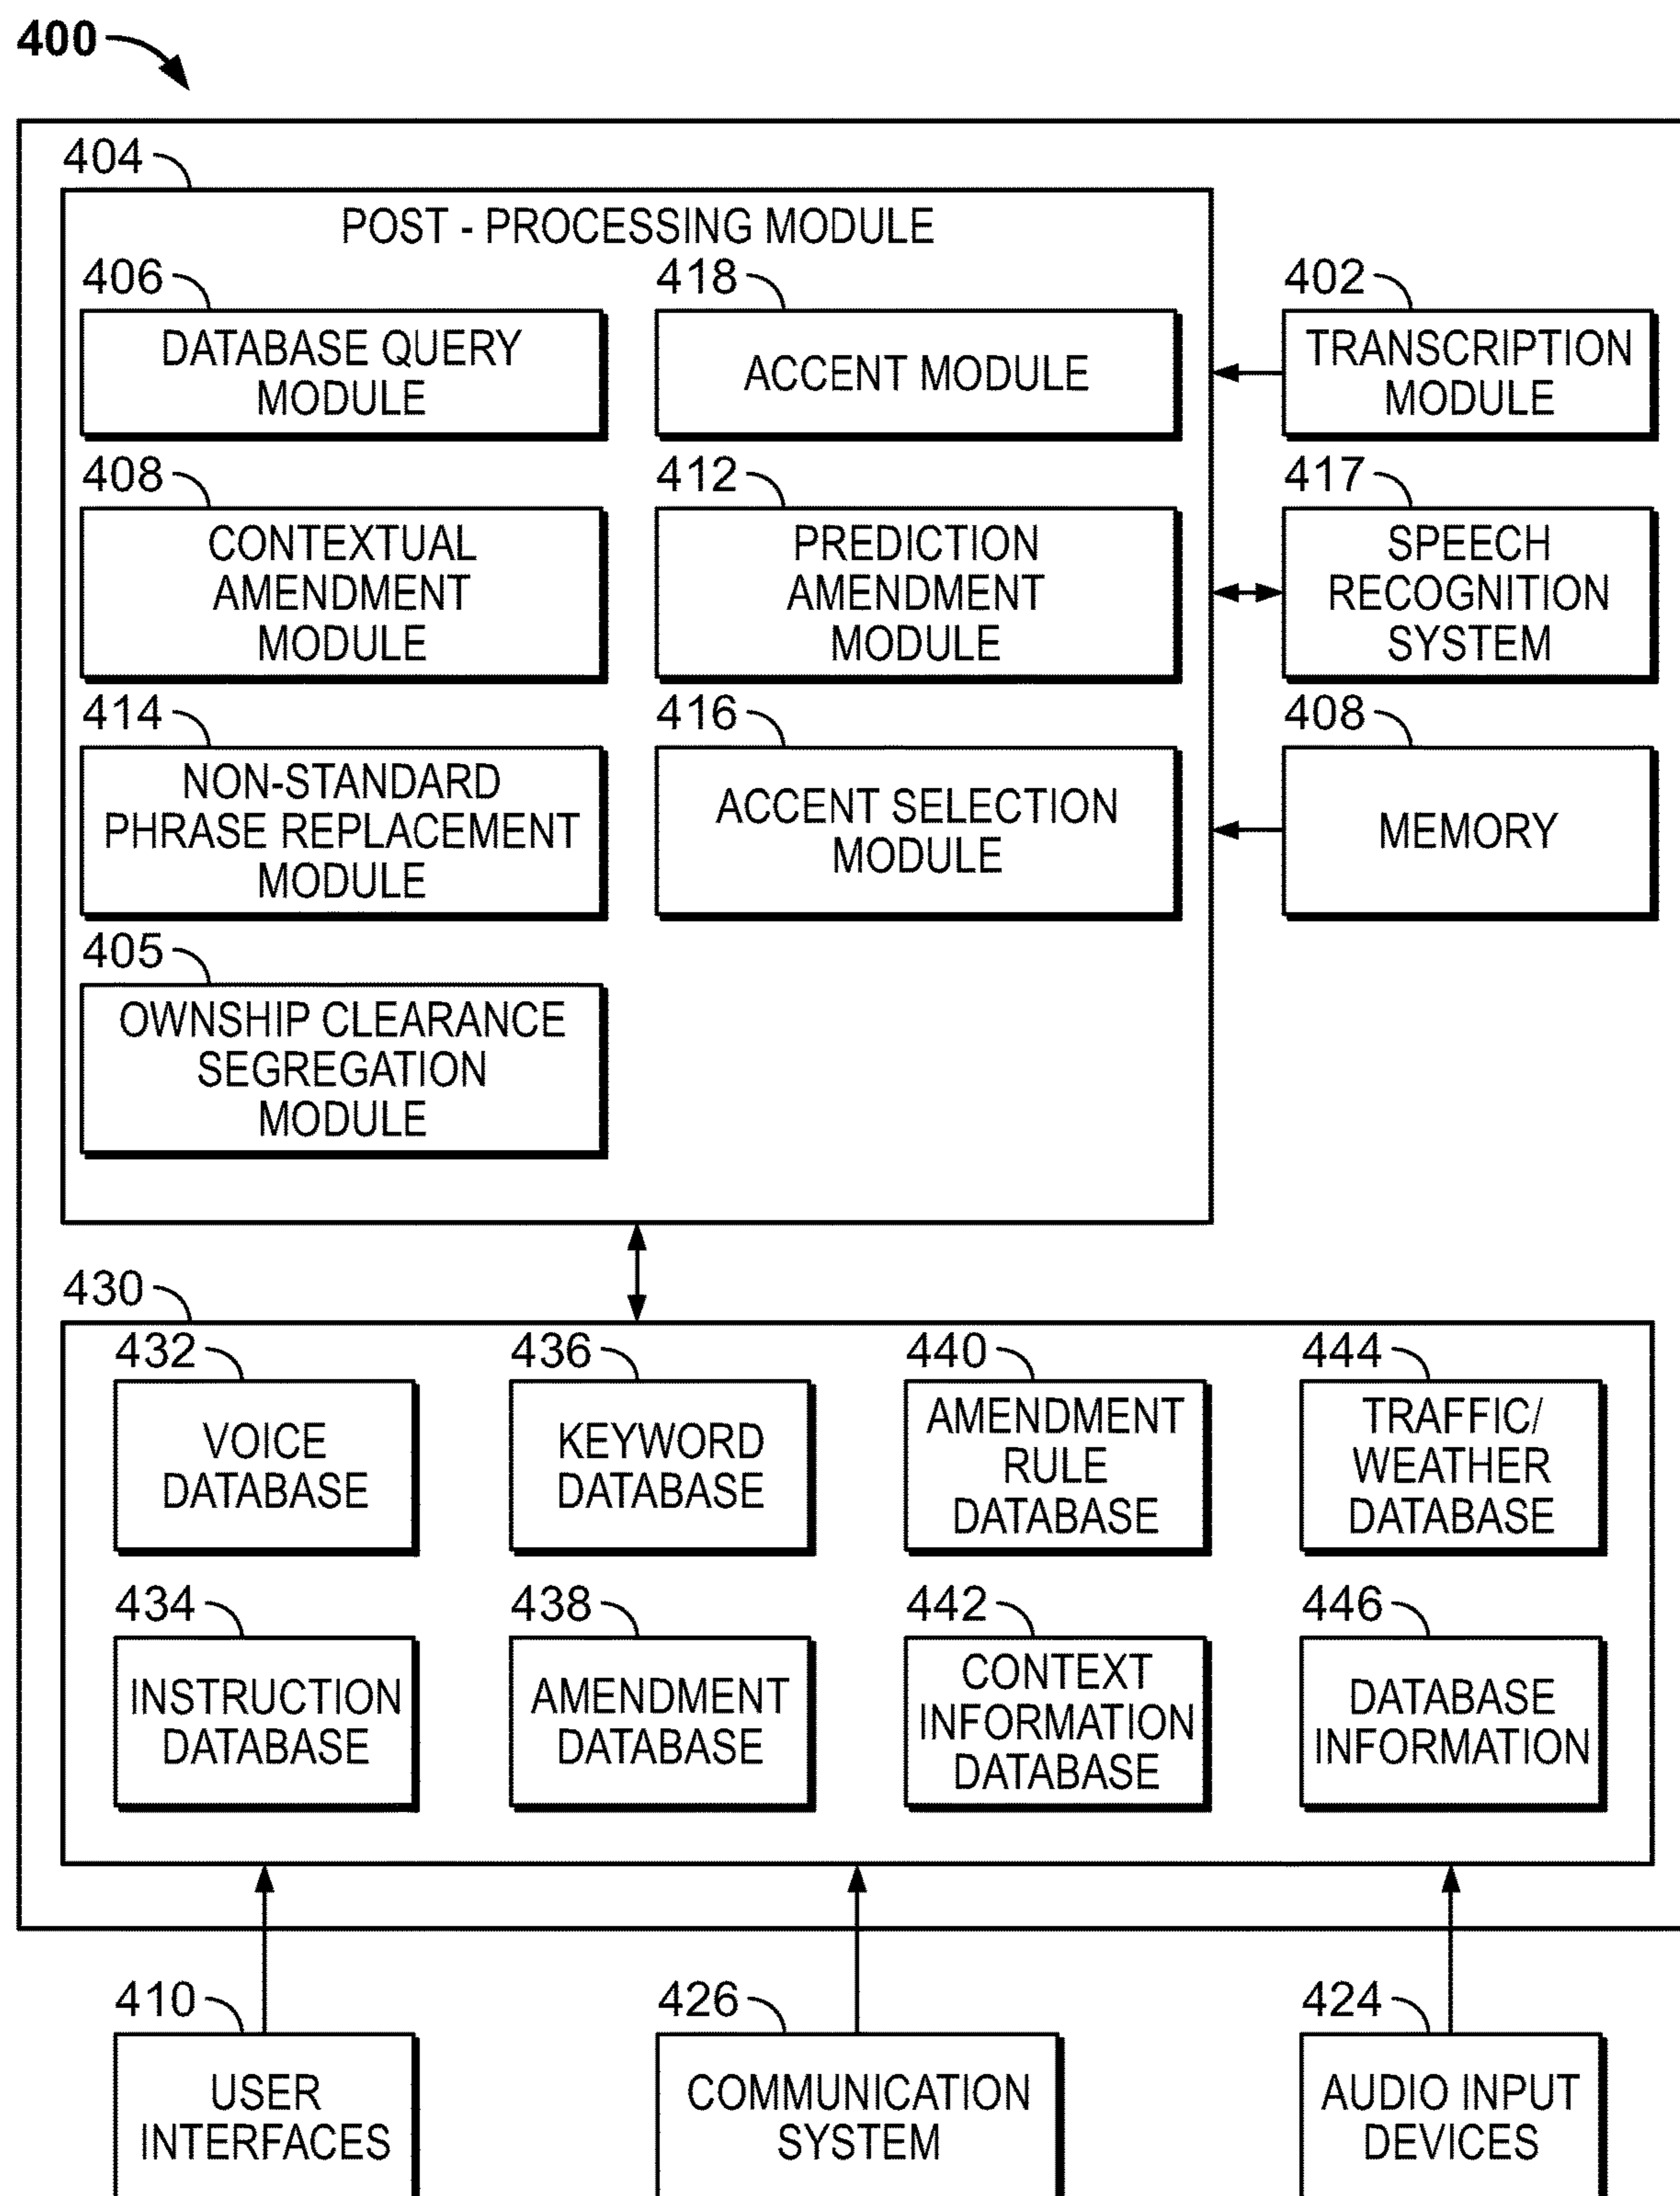 400
404
POST - PROCESSING MODULE
406
DATABASE QUERY
MODULE
418
ACCENT MODULE
402
TRANSCRIPTION
MODULE
408
CONTEXTUAL
AMENDMENT
MODULE
412
PREDICTION
AMENDMENT
MODULE
417
SPEECH
RECOGNITION
SYSTEM
414
NON-STANDARD
PHRASE REPLACEMENT
MODULE
416
ACCENT SELECTION
MODULE
408
MEMORY
405
OWNSHIP CLEARANCE
SEGREGATION
MODULE
430
432
VOICE
DATABASE
436
KEYWORD
DATABASE
440
AMENDMENT
RULE
DATABASE
444
TRAFFIC/
WEATHER
DATABASE
434
INSTRUCTION
DATABASE
438
AMENDMENT
DATABASE
442
CONTEXT
INFORMATION
DATABASE
446
DATABASE
INFORMATION
410
USER
INTERFACES
426
COMMUNICATION
SYSTEM
424
AUDIO INPUT
DEVICES